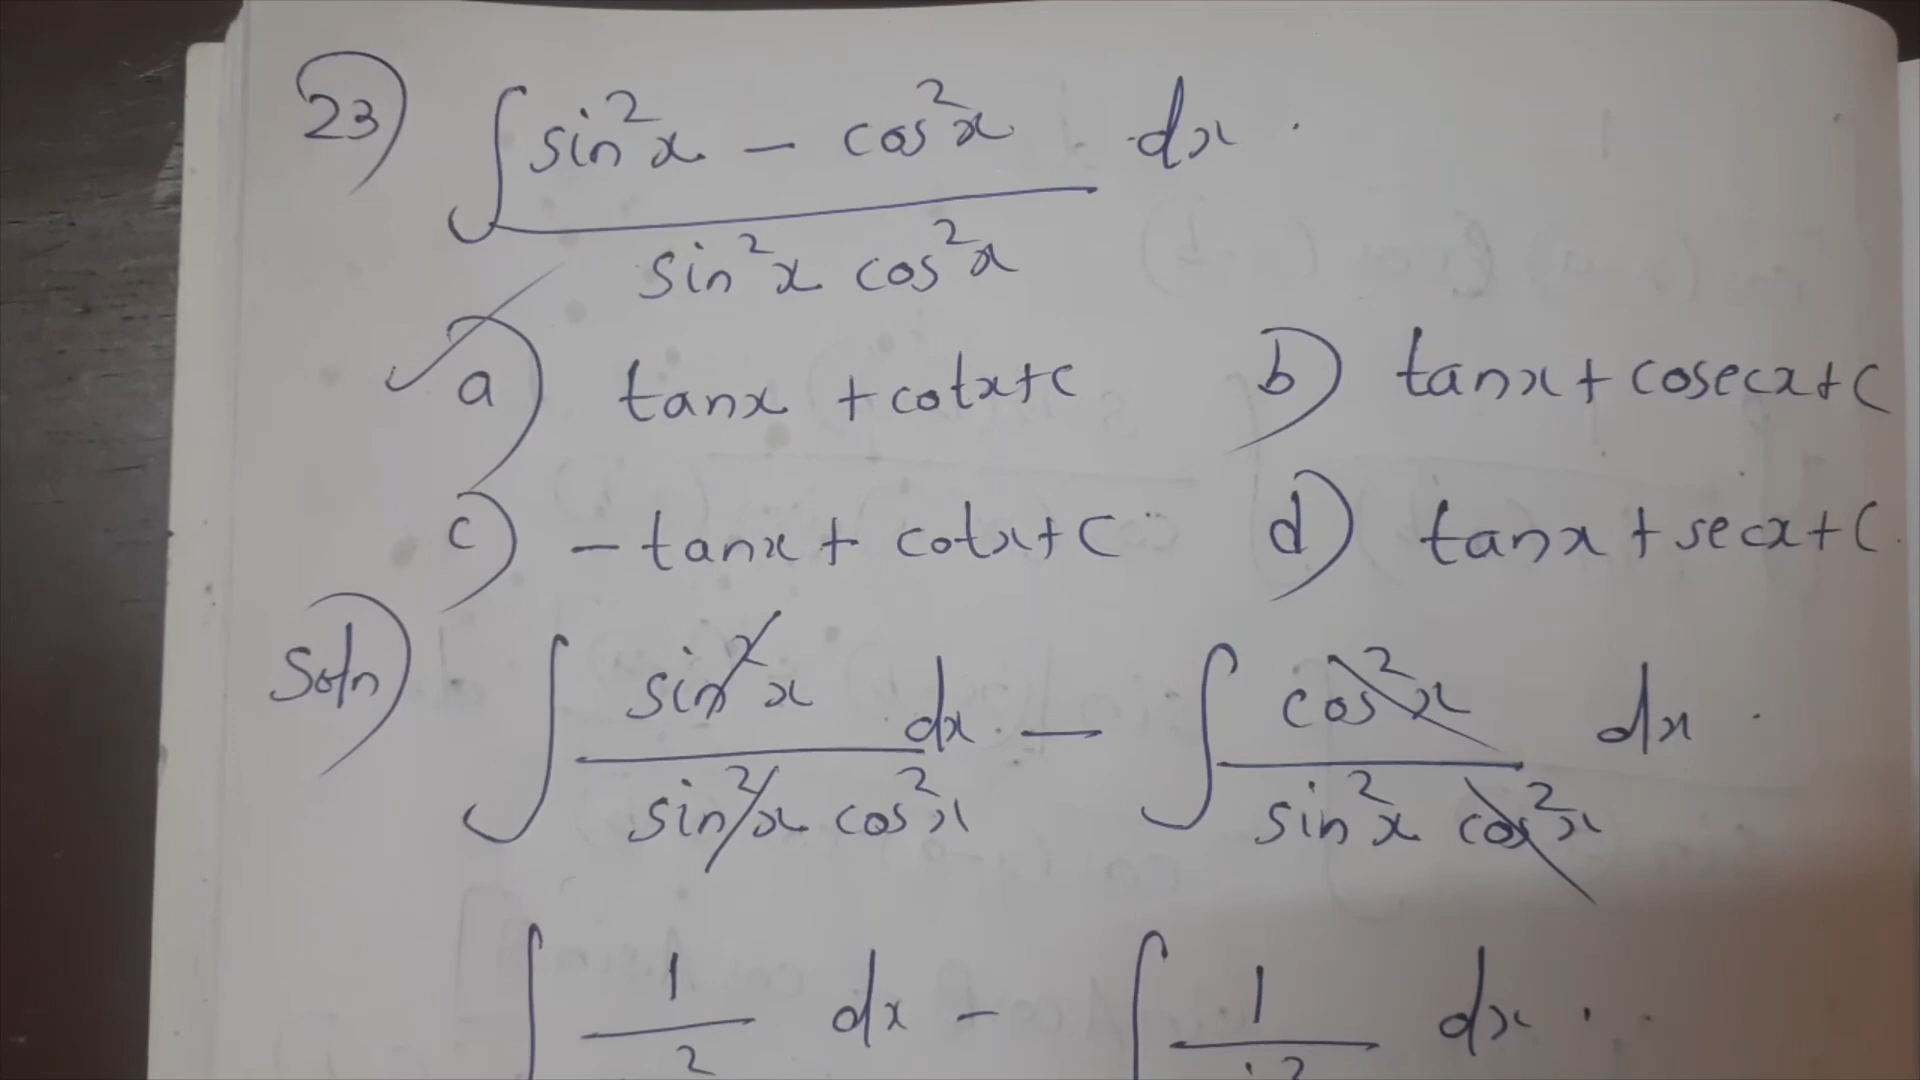 23) ∫ sin²x - cos²x dx.
sin²x cos²x
a) tanx + cotx+c b) tanx + cosecx+c
c) - tanx + cotx+c d) tanx + secx+c.
Soln) ∫ sin²x dx - ∫ cos²x dx.
sin²x cos²x sin²x cos²x
∫ 1 dx - ∫ 1 dx.